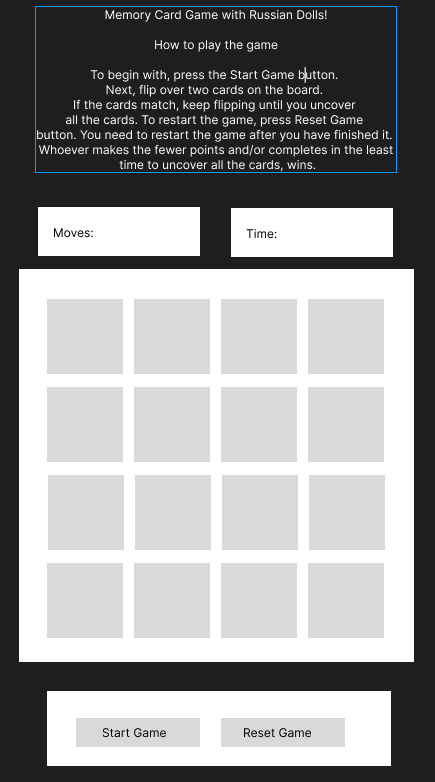 Memory Card Game with Russian Dolls!
How to play the game
To begin with, press the Start Game button.
Next, flip over two cards on the board.
If the cards match, keep flipping until you uncover
all the cards. To restart the game, press Reset Game
button. You need to restart the game after you have finished it.
Whoever makes the fewer points and/or completes in the least
time to uncover all the cards, wins.
Moves:
Time:
Start Game
Reset Game